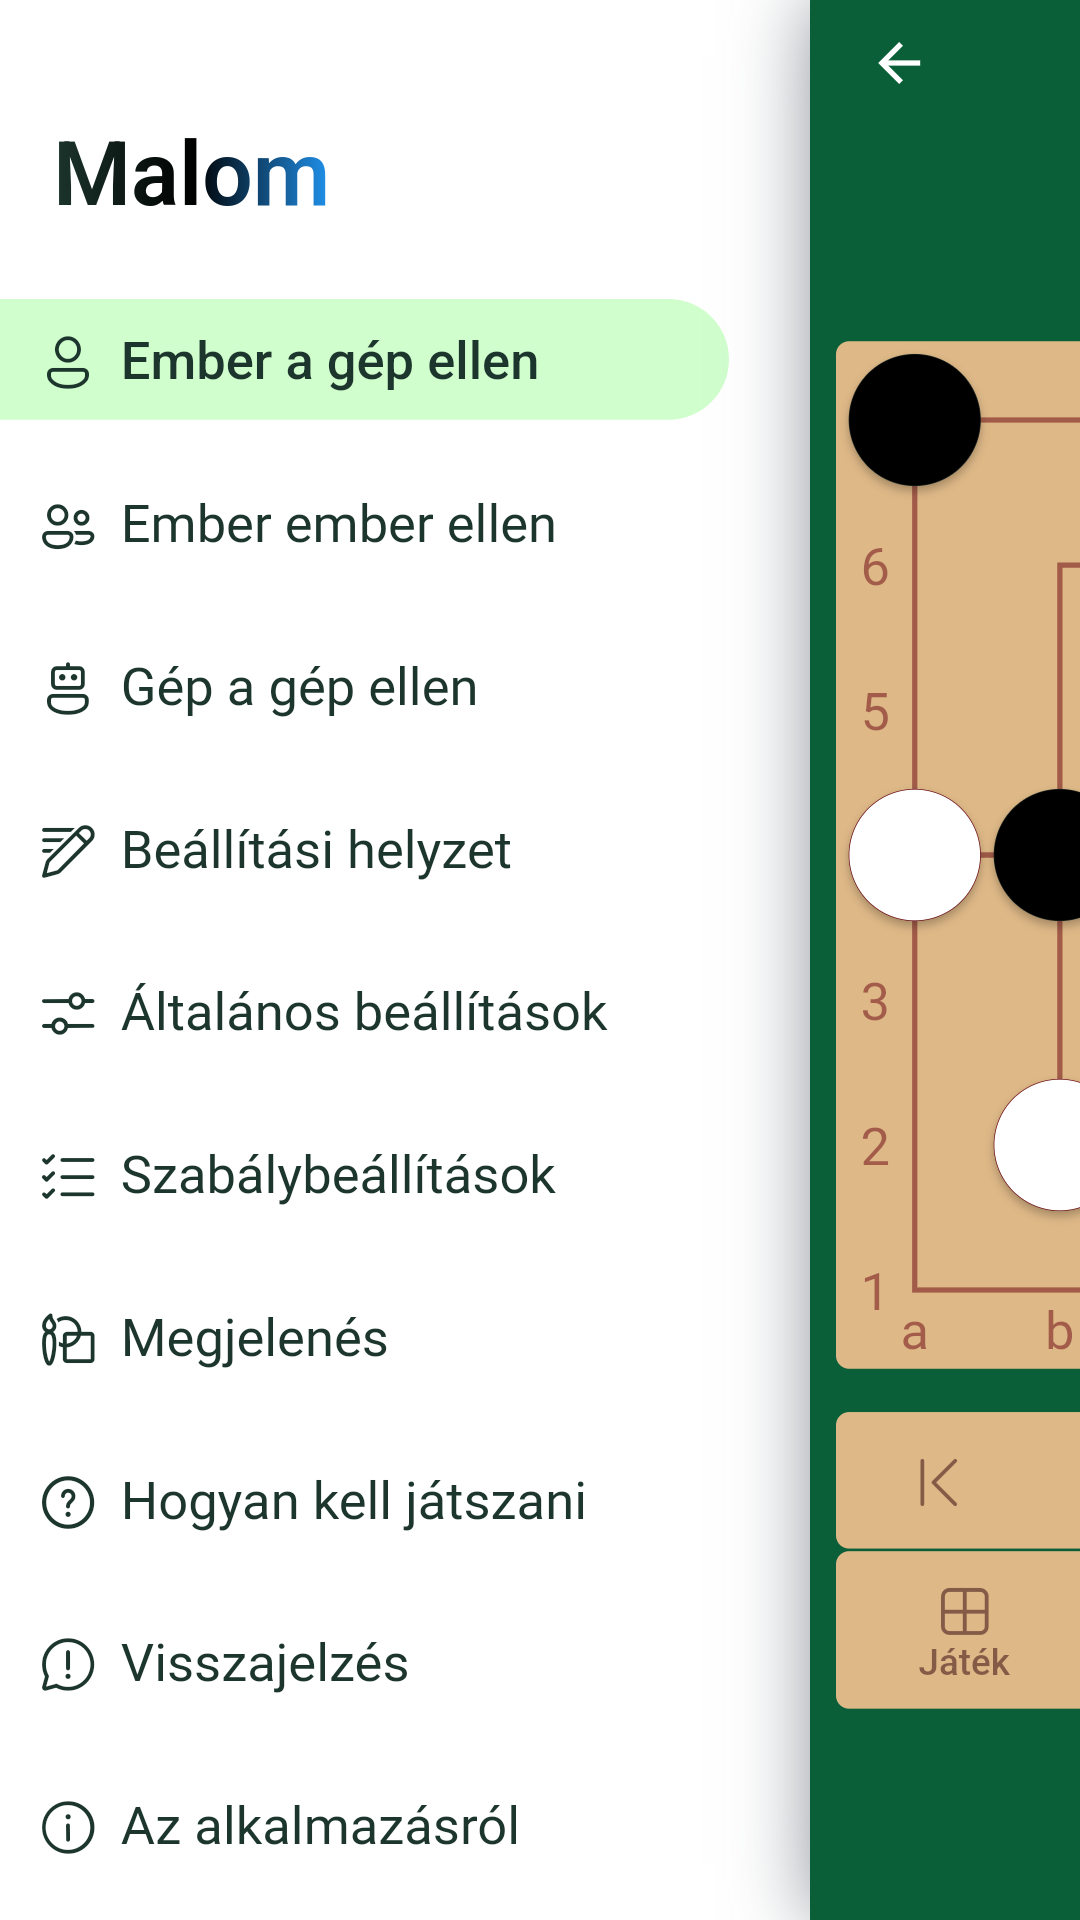 Malom
Ember a gép ellen
Ember ember ellen
Gép a gép ellen
Beállítási helyzet
Általános beállítások
Szabálybeállítások
Megjelenés
Hogyan kell játszani
Visszajelzés
Az alkalmazásról
6
5
3
2
1
a b
Játék